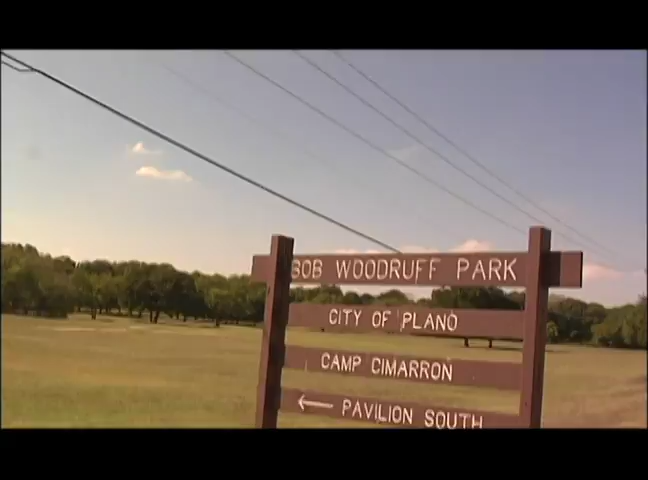 BOB WOODRUFF PARK
CITY OF PLANO
CAMP CIMARRON
← PAVILION SOUTH